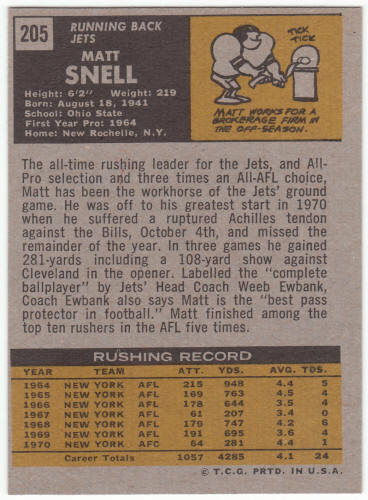 205
RUNNING BACK
JETS
MATT
SNELL
Height: 6'2" Weight: 219
Born: August 18, 1941
School: Ohio State
First Year Pro: 1964
Home: New Rochelle, N.Y.
TICK
TICK
MATT WORKS FOR A
BROKERAGE FIRM IN
THE OFF-SEASON.
The all-time rushing leader for the Jets, and All-
Pro selection and three times an All-AFL choice,
Matt has been the workhorse of the Jets' ground
game. He was off to his greatest start in 1970
when he suffered a ruptured Achilles tendon
against the Bills, October 4th, and missed the
remainder of the year. In three games he gained
281-yards including a 108-yard show against
Cleveland in the opener. Labelled the "complete
ballplayer" by Jets' Head Coach Weeb Ewbank,
Coach Ewbank also says Matt is the "best pass
protector in football." Matt finished among the
top ten rushers in the AFL five times.
RUSHING RECORD
YEAR TEAM ATT. YDS. AVG. TDS.
1964 NEW YORK AFL 215 948 4.4 5
1965 NEW YORK AFL 169 763 4.5 4
1966 NEW YORK AFL 178 644 3.5 4
1967 NEW YORK AFL 61 207 3.4 0
1968 NEW YORK AFL 179 747 4.2 6
1969 NEW YORK AFL 191 695 3.6 4
1970 NEW YORK AFC 64 281 4.4 1
Career Totals 1057 4285 4.1 24
© T.C.G. PRTD. IN U.S.A.